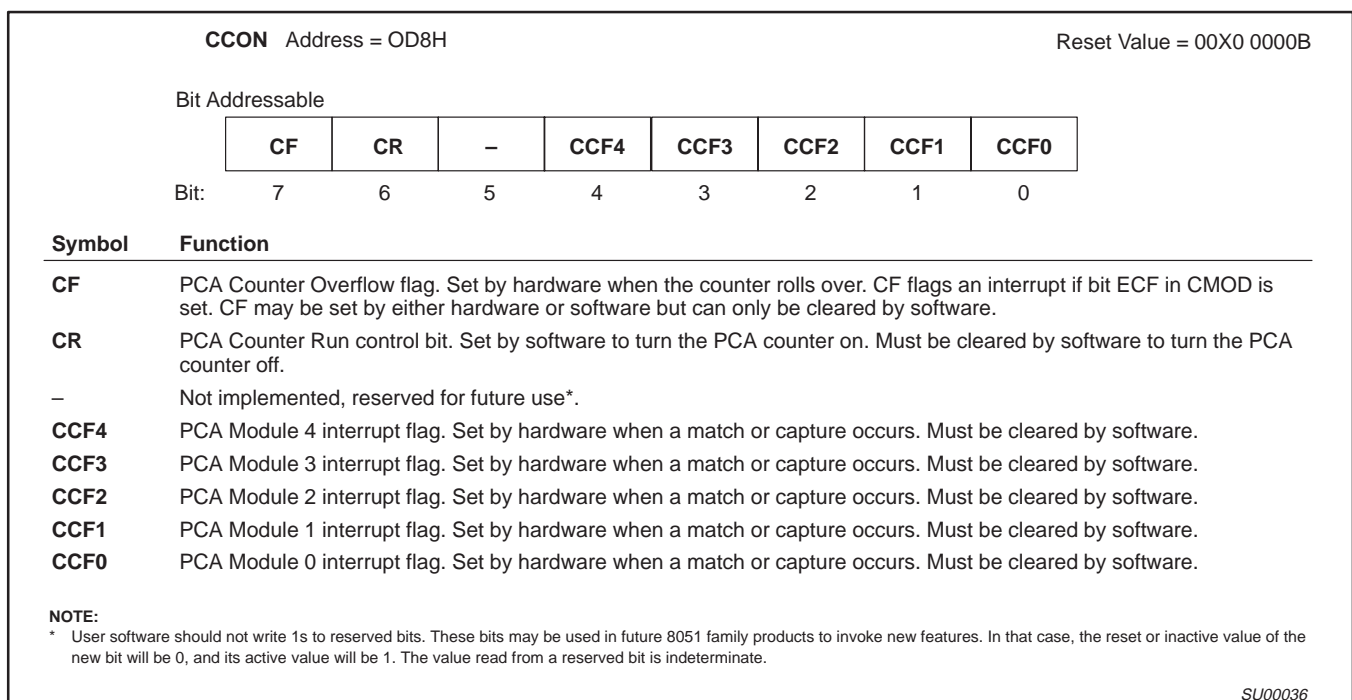 CCON Address = OD8H Reset Value = 00X0 0000B
Bit Addressable
CF CR – CCF4 CCF3 CCF2 CCF1 CCF0
Bit: 7 6 5 4 3 2 1 0
Symbol Function
CF PCA Counter Overflow flag. Set by hardware when the counter rolls over. CF flags an interrupt if bit ECF in CMOD is
set. CF may be set by either hardware or software but can only be cleared by software.
CR PCA Counter Run control bit. Set by software to turn the PCA counter on. Must be cleared by software to turn the PCA
counter off.
– Not implemented, reserved for future use*.
CCF4 PCA Module 4 interrupt flag. Set by hardware when a match or capture occurs. Must be cleared by software.
CCF3 PCA Module 3 interrupt flag. Set by hardware when a match or capture occurs. Must be cleared by software.
CCF2 PCA Module 2 interrupt flag. Set by hardware when a match or capture occurs. Must be cleared by software.
CCF1 PCA Module 1 interrupt flag. Set by hardware when a match or capture occurs. Must be cleared by software.
CCF0 PCA Module 0 interrupt flag. Set by hardware when a match or capture occurs. Must be cleared by software.
NOTE:
* User software should not write 1s to reserved bits. These bits may be used in future 8051 family products to invoke new features. In that case, the reset or inactive value of the
new bit will be 0, and its active value will be 1. The value read from a reserved bit is indeterminate.
SU00036